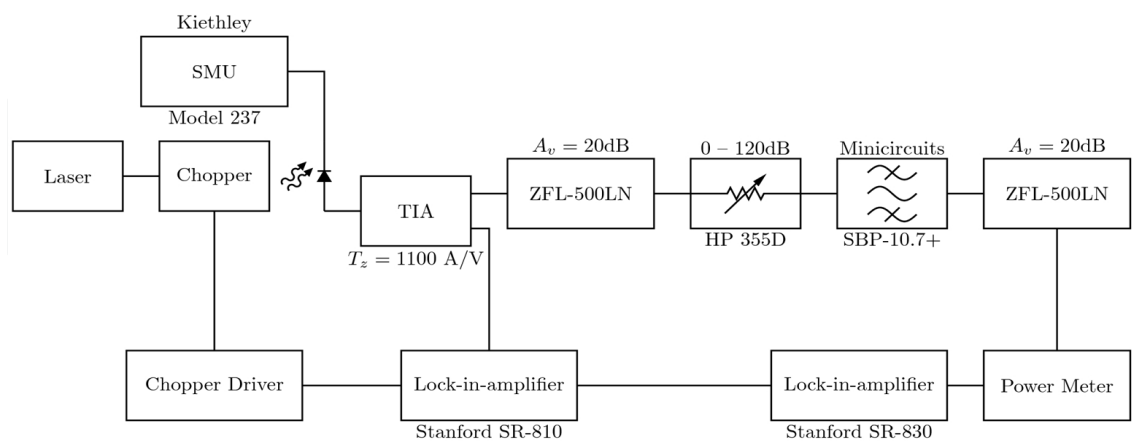 Kiethley
SMU
Model 237
Laser
Chopper
TIA
T_z = 1100 A/V
A_v = 20dB
ZFL-500LN
0 – 120dB
HP 355D
Minicircuits
SBP-10.7+
A_v = 20dB
ZFL-500LN
Chopper Driver
Lock-in-amplifier
Stanford SR-810
Lock-in-amplifier
Stanford SR-830
Power Meter